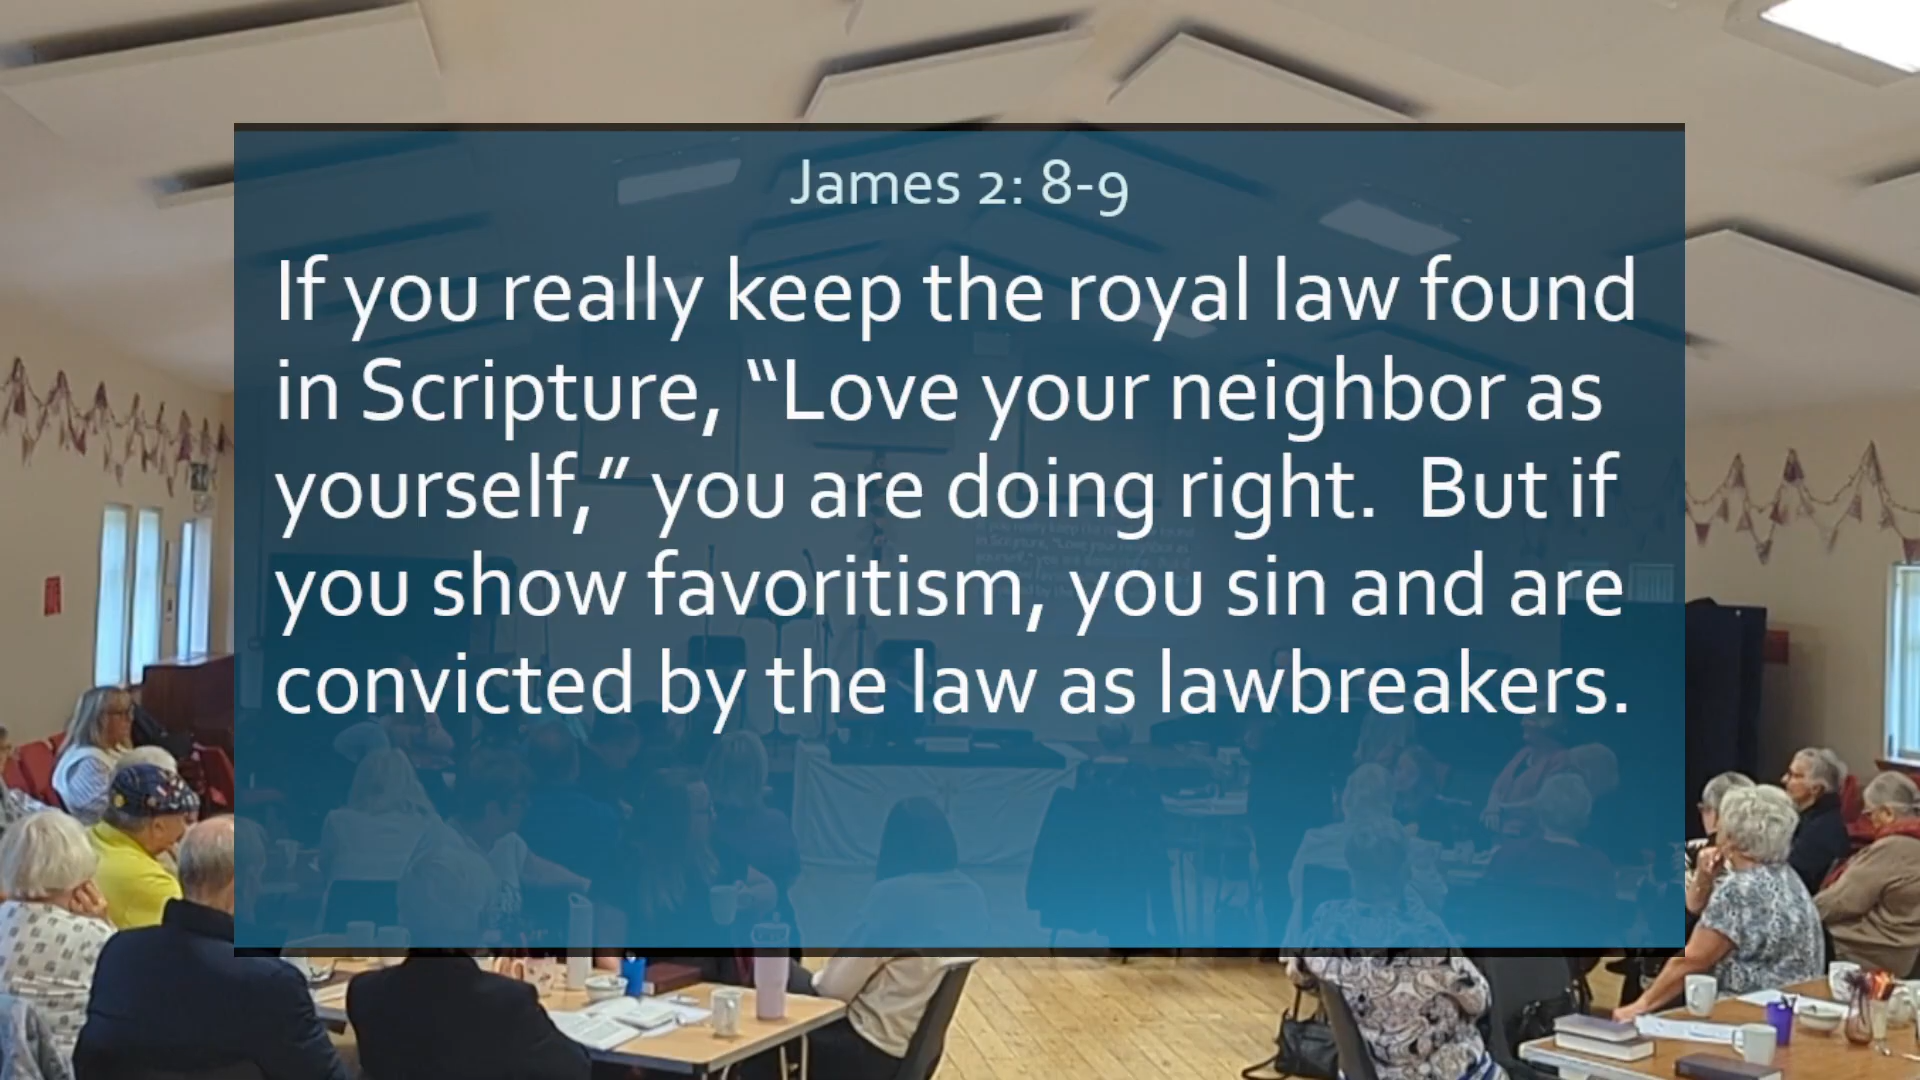 James 2: 8-9
If you really keep the royal law found
in Scripture, “Love your neighbor as
yourself,” you are doing right.  But if
you show favoritism, you sin and are
convicted by the law as lawbreakers.